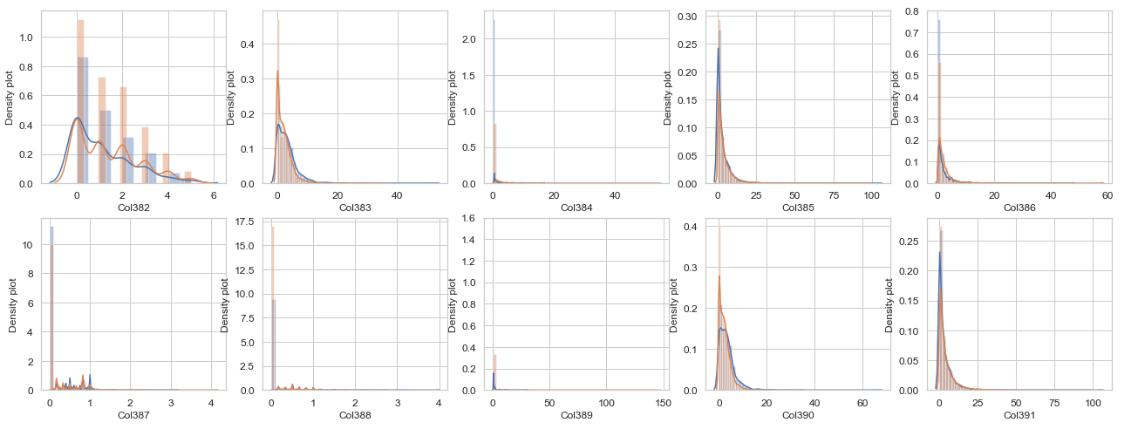 1.0
0.8
0.6
0.4
0.2
0.0
Density plot
0 2 4 6
Col382
0.4
0.3
0.2
0.1
0.0
Density plot
0 20 40
Col383
2.0
1.5
1.0
0.5
0.0
Density plot
0 20 40
Col384
0.30
0.25
0.20
0.15
0.10
0.05
0.00
Density plot
0 25 50 75 100
Col385
0.8
0.7
0.6
0.5
0.4
0.3
0.2
0.1
0.0
Density plot
0 20 40 60
Col386
10
8
6
4
2
0
Density plot
0 1 2 3 4
Col387
17.5
15.0
12.5
10.0
7.5
5.0
2.5
0.0
Density plot
0 1 2 3 4
Col388
1.6
1.4
1.2
1.0
0.8
0.6
0.4
0.2
0.0
Density plot
0 50 100 150
Col389
0.4
0.3
0.2
0.1
0.0
Density plot
0 20 40 60
Col390
0.25
0.20
0.15
0.10
0.05
0.00
Density plot
0 25 50 75 100
Col391